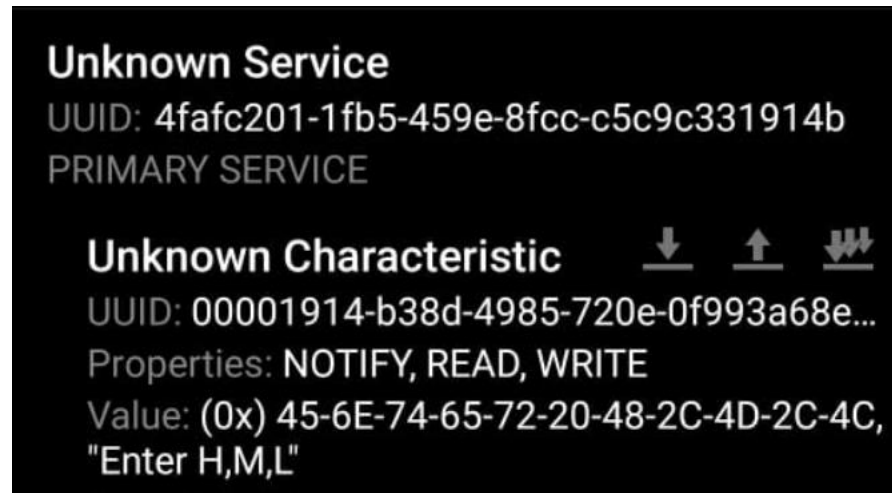 Unknown Service
UUID: 4fafc201-1fb5-459e-8fcc-c5c9c331914b
PRIMARY SERVICE
Unknown Characteristic
UUID: 00001914-b38d-4985-720e-0f993a68e...
Properties: NOTIFY, READ, WRITE
Value: (0x) 45-6E-74-65-72-20-48-2C-4D-2C-4C,
"Enter H,M,L"